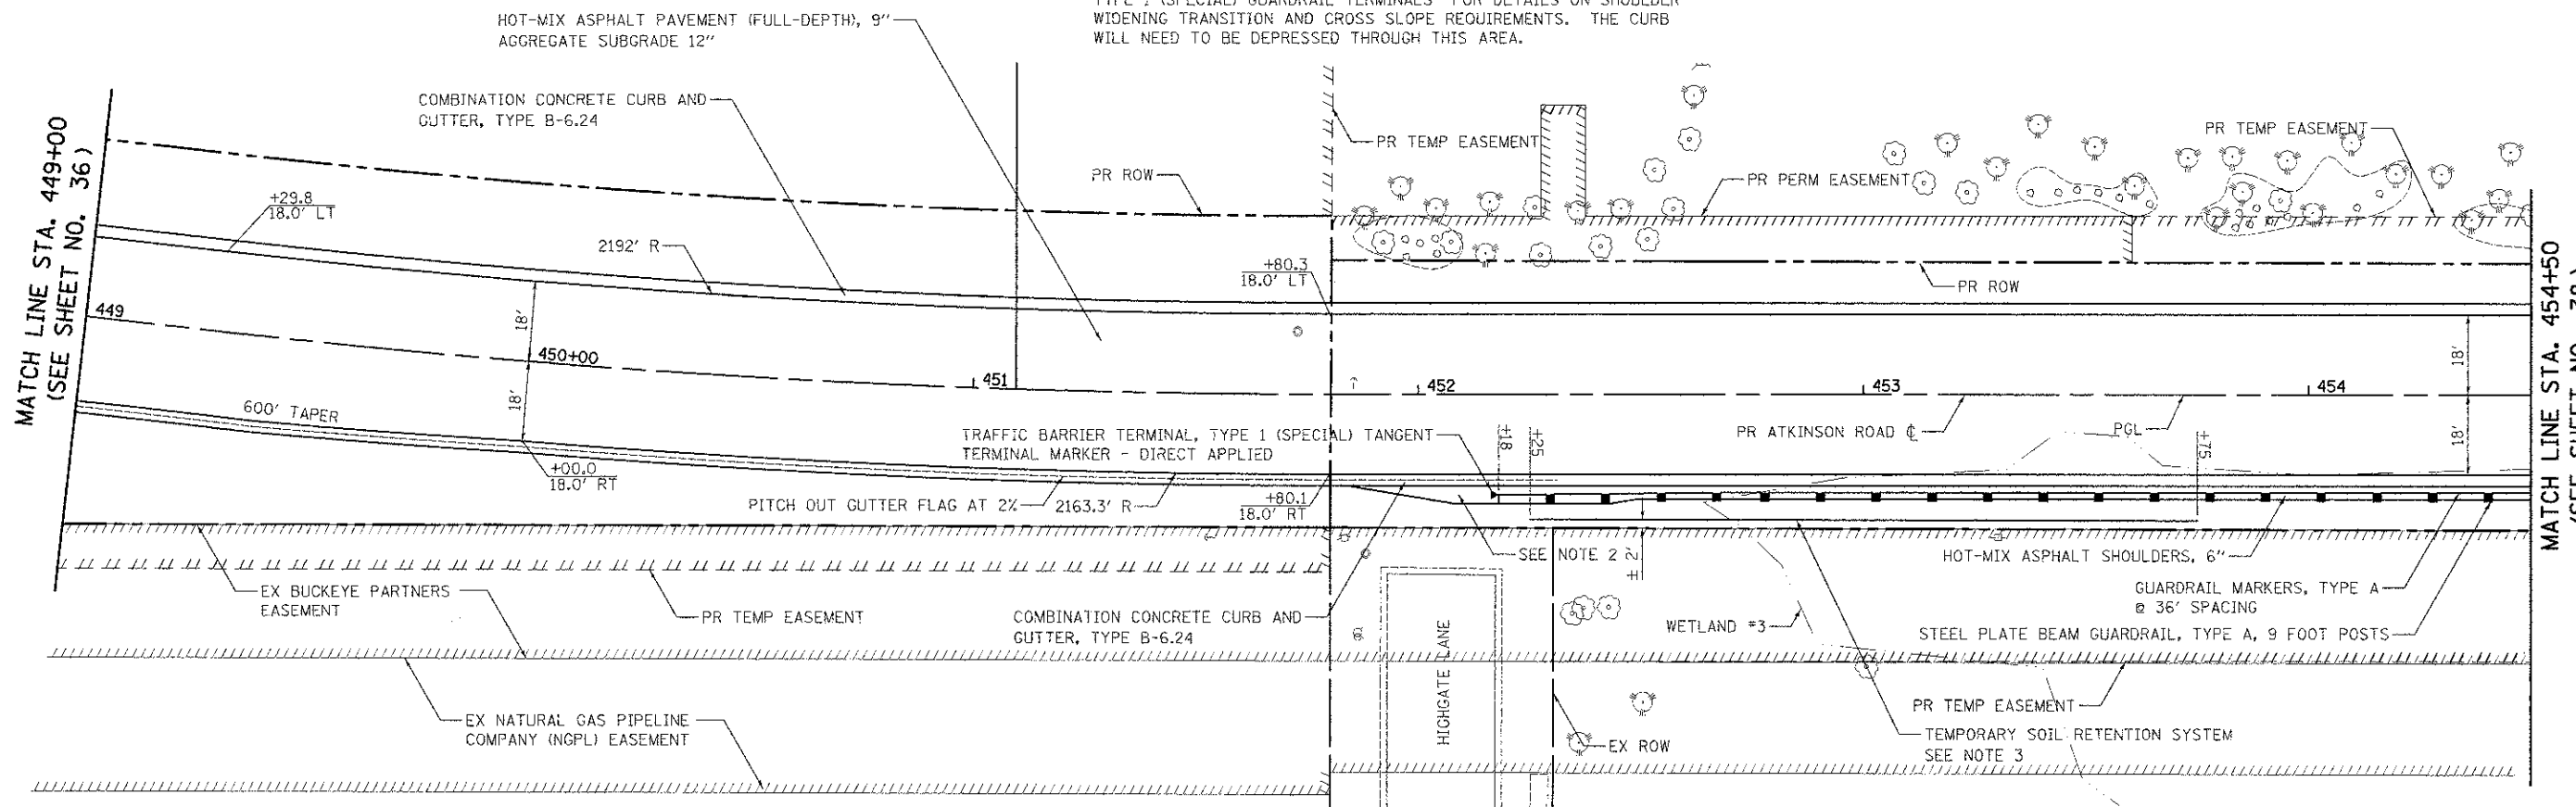 TYPE 1 (SPECIAL) GUARDRAIL TERMINALS" FOR DETAILS ON SHOULDER
WIDENING TRANSITION AND CROSS SLOPE REQUIREMENTS. THE CURB
WILL NEED TO BE DEPRESSED THROUGH THIS AREA.
HOT-MIX ASPHALT PAVEMENT (FULL-DEPTH), 9"
AGGREGATE SUBGRADE 12"
COMBINATION CONCRETE CURB AND
GUTTER, TYPE B-6.24
MATCH LINE STA. 449+00
(SEE SHEET NO. 36)
PR TEMP EASEMENT
PR TEMP EASEMENT
PR ROW
PR PERM EASEMENT
+29.8
18.0' LT
2192' R
+80.3
18.0' LT
PR ROW
MATCH LINE STA. 454+50
449
18'
450+00
18'
451
452
453
454
18'
18'
600' TAPER
TRAFFIC BARRIER TERMINAL, TYPE 1 (SPECIAL) TANGENT
TERMINAL MARKER - DIRECT APPLIED
+18
+25
PR ATKINSON ROAD ℄
PGL
+75
+00.0
18.0' RT
PITCH OUT GUTTER FLAG AT 2%
2163.3' R
+80.1
18.0' RT
SEE NOTE 2
HOT-MIX ASPHALT SHOULDERS, 6"
EX BUCKEYE PARTNERS
EASEMENT
PR TEMP EASEMENT
COMBINATION CONCRETE CURB AND
GUTTER, TYPE B-6.24
GUARDRAIL MARKERS, TYPE A
@ 36' SPACING
WETLAND #3
STEEL PLATE BEAM GUARDRAIL, TYPE A, 9 FOOT POSTS
HIGHGATE LANE
EX NATURAL GAS PIPELINE
COMPANY (NGPL) EASEMENT
PR TEMP EASEMENT
EX ROW
TEMPORARY SOIL RETENTION SYSTEM
SEE NOTE 3